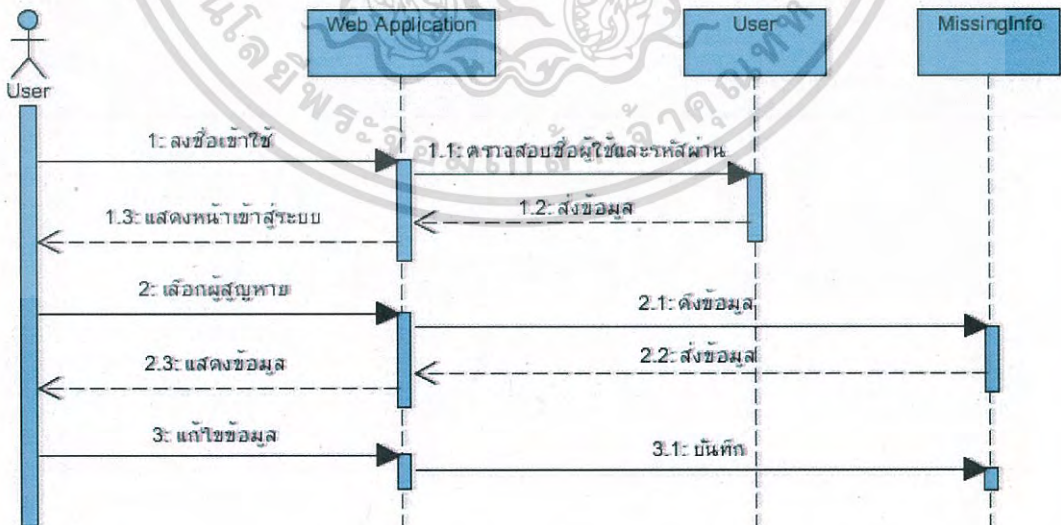 Web Application
User
MissingInfo
User
1: ลงชื่อเข้าใช้
1.1: ตรวจสอบชื่อผู้ใช้และรหัสผ่าน
1.2: ส่งข้อมูล
1.3: แสดงหน้าเข้าสู่ระบบ
2: เลือกผู้สูญหาย
2.1: ดึงข้อมูล
2.2: ส่งข้อมูล
2.3: แสดงข้อมูล
3: แก้ไขข้อมูล
3.1: บันทึก